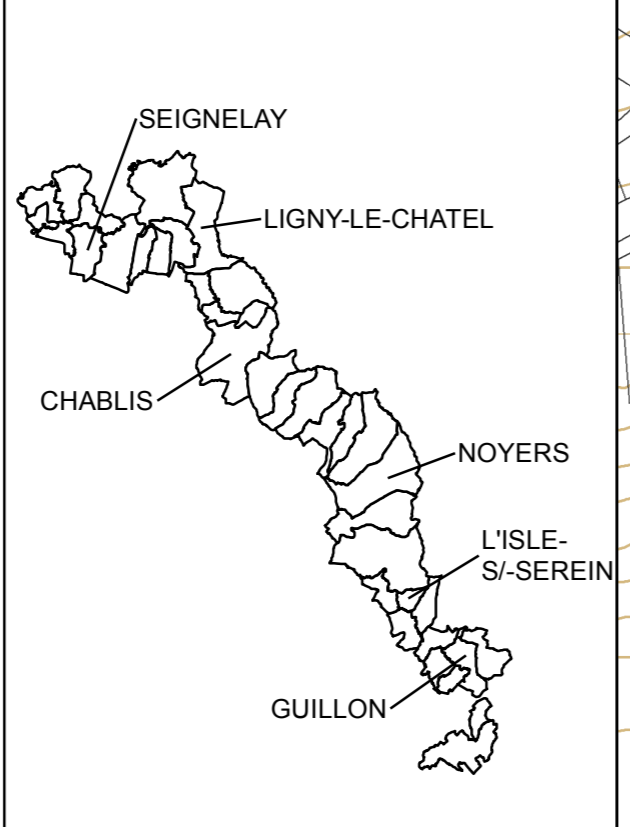 SEIGNELAY
LIGNY-LE-CHATEL
CHABLIS
NOYERS
L'ISLE-
S/-SEREIN
GUILLON